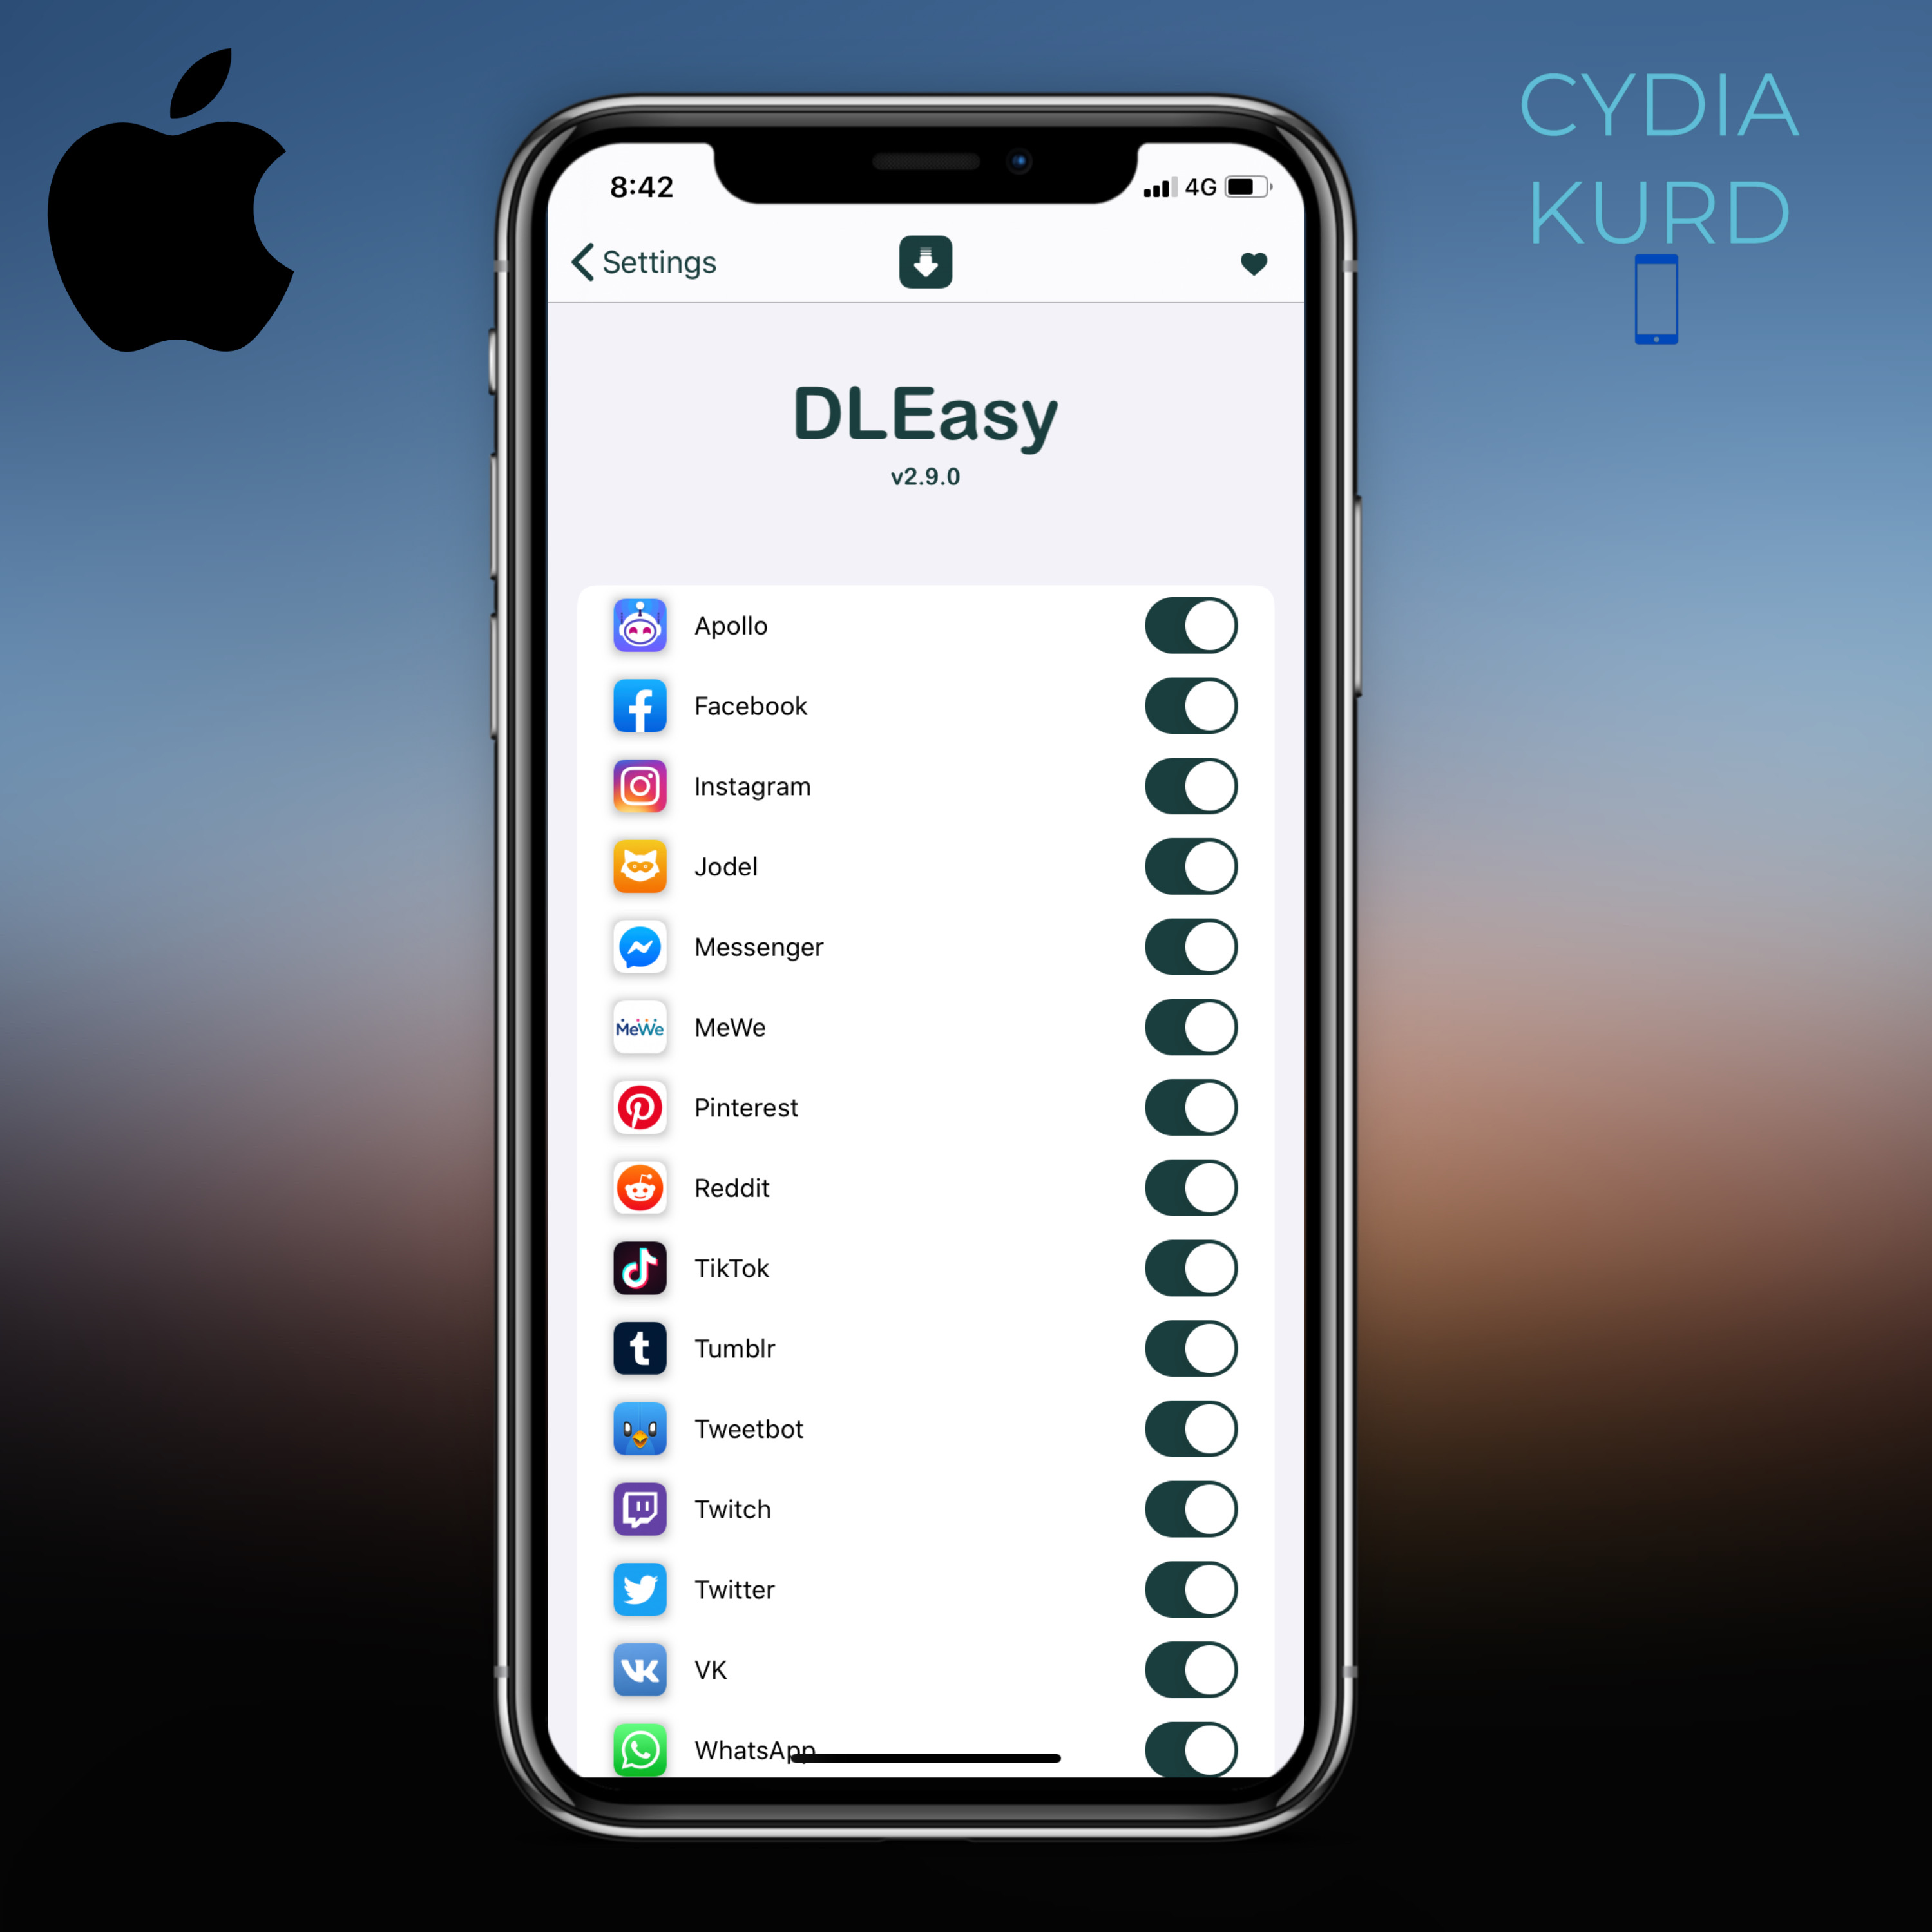 CYDIA
KURD
8:42
4G
Settings
DLEasy
v2.9.0
Apollo
Facebook
Instagram
Jodel
Messenger
MeWe
MeWe
Pinterest
Reddit
TikTok
Tumblr
Tweetbot
Twitch
Twitter
VK
WhatsApp